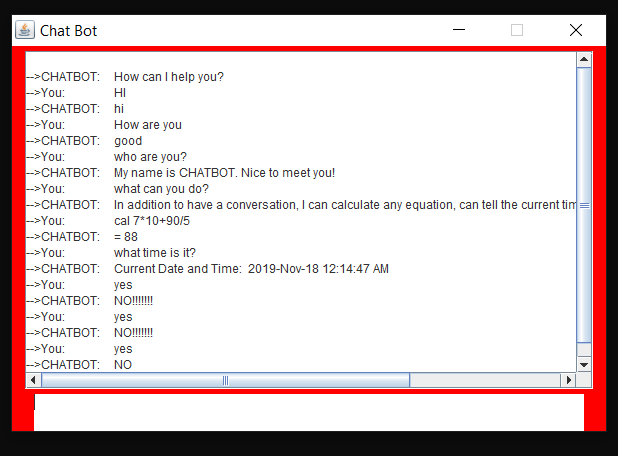 Chat Bot
-->CHATBOT: How can I help you?
-->You: HI
-->CHATBOT: hi
-->You: How are you
-->CHATBOT: good
-->You: who are you?
-->CHATBOT: My name is CHATBOT. Nice to meet you!
-->You: what can you do?
-->CHATBOT: In addition to have a conversation, I can calculate any equation, can tell the current tim
-->You: cal 7*10+90/5
-->CHATBOT: = 88
-->You: what time is it?
-->CHATBOT: Current Date and Time: 2019-Nov-18 12:14:47 AM
-->You: yes
-->CHATBOT: NO!!!!!!!
-->You: yes
-->CHATBOT: NO!!!!!!!
-->You: yes
-->CHATBOT: NO